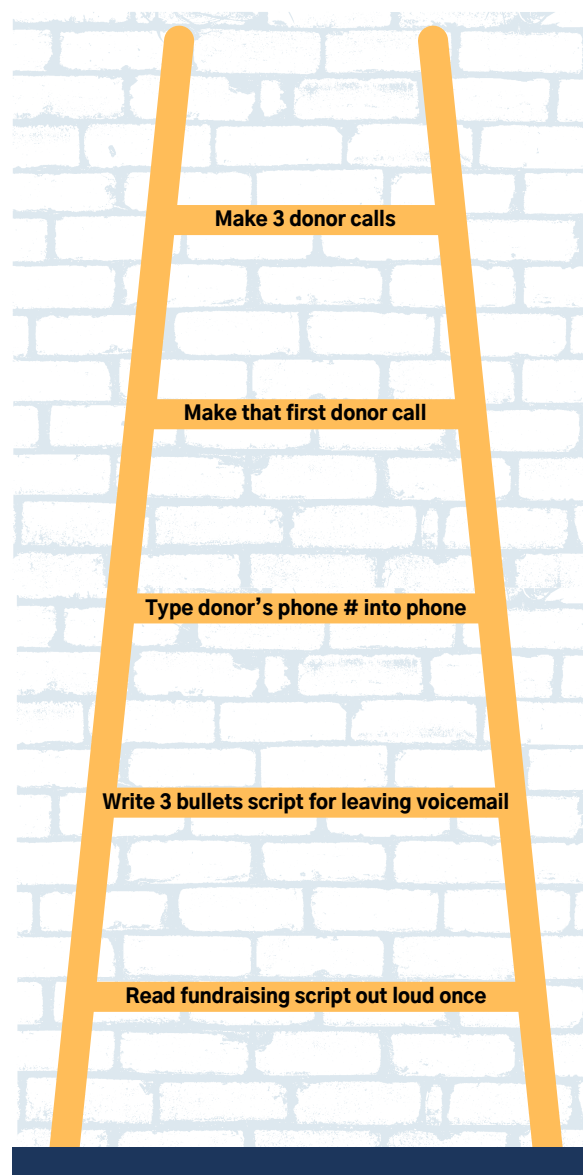 Make 3 donor calls
Make that first donor call
Type donor’s phone # into phone
Write 3 bullets script for leaving voicemail
Read fundraising script out loud once